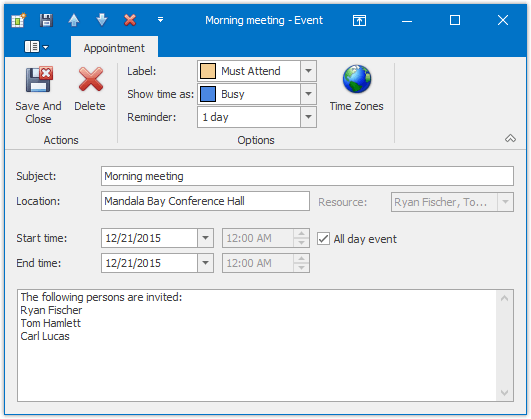 Morning meeting - Event
Appointment
Save And Close
Delete
Actions
Label: Must Attend
Show time as: Busy
Reminder: 1 day
Options
Time Zones
Subject: Morning meeting
Location: Mandala Bay Conference Hall Resource: Ryan Fischer, To...
Start time: 12/21/2015 12:00 AM All day event
End time: 12/21/2015 12:00 AM
The following persons are invited:
Ryan Fischer
Tom Hamlett
Carl Lucas